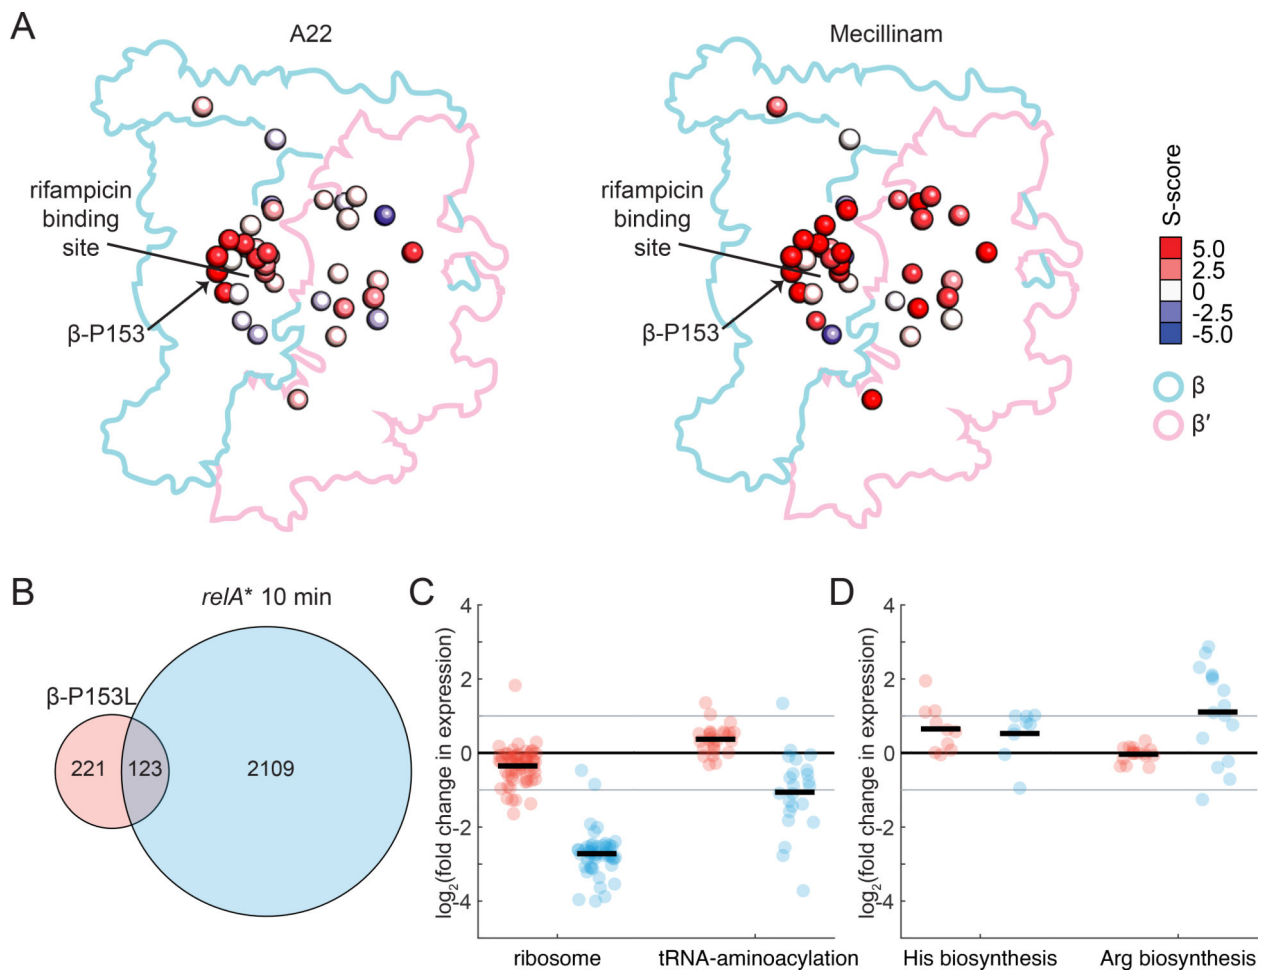 A
A22
Mecillinam
rifampicin
binding
site
β-P153
rifampicin
binding
site
β-P153
S-score
5.0
2.5
0
-2.5
-5.0
β
β′
B
relA* 10 min
β-P153L
221
123
2109
C
log2(fold change in expression)
4
2
0
-2
-4
ribosome
tRNA-aminoacylation
D
log2(fold change in expression)
4
2
0
-2
-4
His biosynthesis
Arg biosynthesis